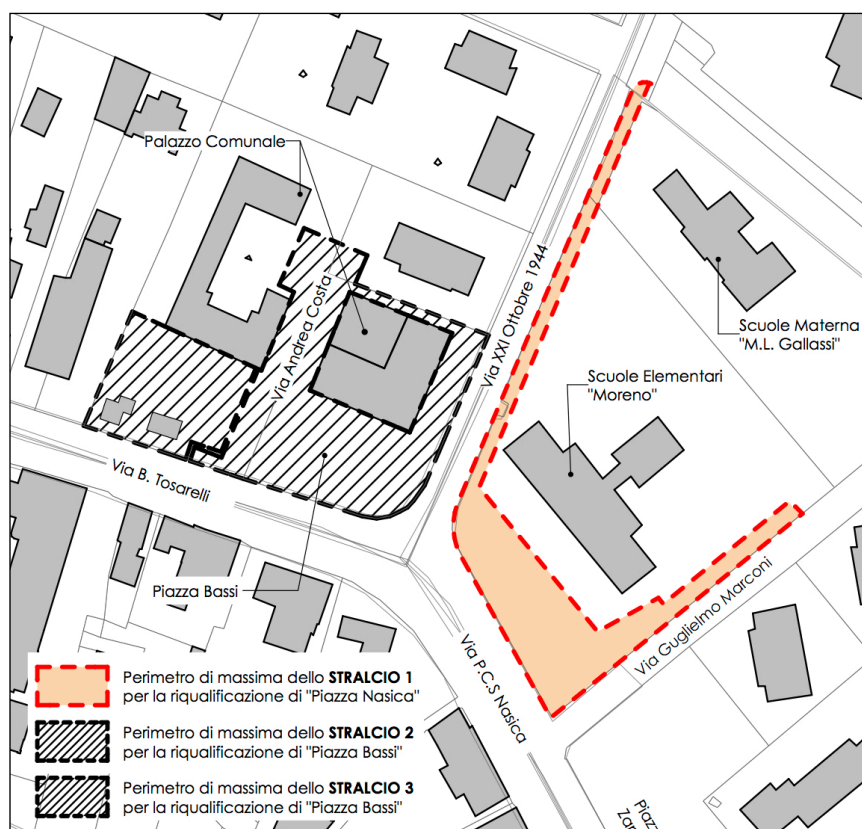 Palazzo Comunale
Via Andrea Costa
Via XXI Ottobre 1944
Scuole Materna
"M.L. Gallassi"
Scuole Elementari
"Moreno"
Via B. Tosarelli
Piazza Bassi
Via P.C.S Nasica
Via Guglielmo Marconi
Perimetro di massima dello STRALCIO 1
per la riqualificazione di "Piazza Nasica"
Perimetro di massima dello STRALCIO 2
per la riqualificazione di "Piazza Bassi"
Perimetro di massima dello STRALCIO 3
per la riqualificazione di "Piazza Bassi"